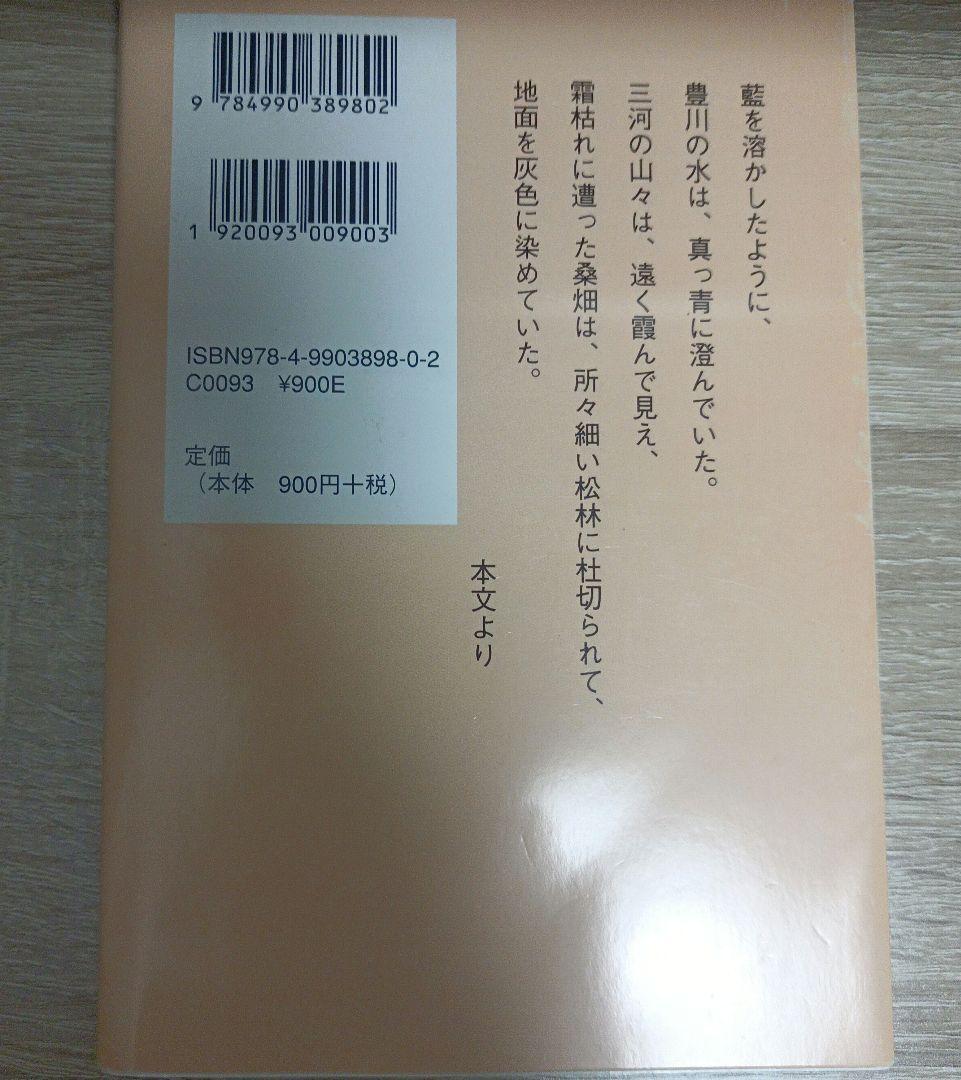 藍を溶かしたように、
豊川の水は、真っ青に澄んでいた。
三河の山々は、遠く霞んで見え、
霜枯れに遭った桑畑は、所々細い松林に杜切られて、
地面を灰色に染めていた。
本文より
9 784990 389802
1 920093 009003
ISBN978-4-9903898-0-2
C0093 ¥900E
定価
（本体 900円十税）